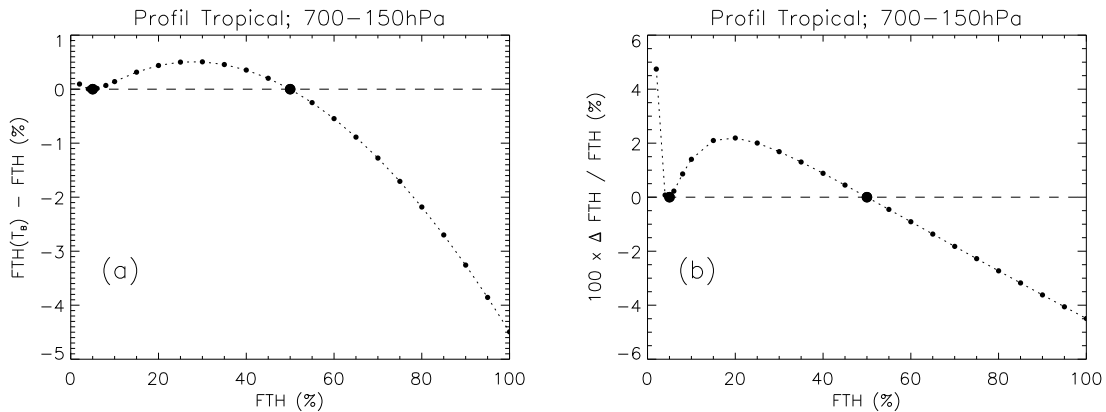 Profil Tropical; 700−150hPa
1
0
−1
−2
−3
−4
−5
FTH(T_B) − FTH (%)
(a)
0 20 40 60 80 100
FTH (%)
Profil Tropical; 700−150hPa
6
4
2
0
−2
−4
−6
100 x Δ FTH / FTH (%)
(b)
0 20 40 60 80 100
FTH (%)